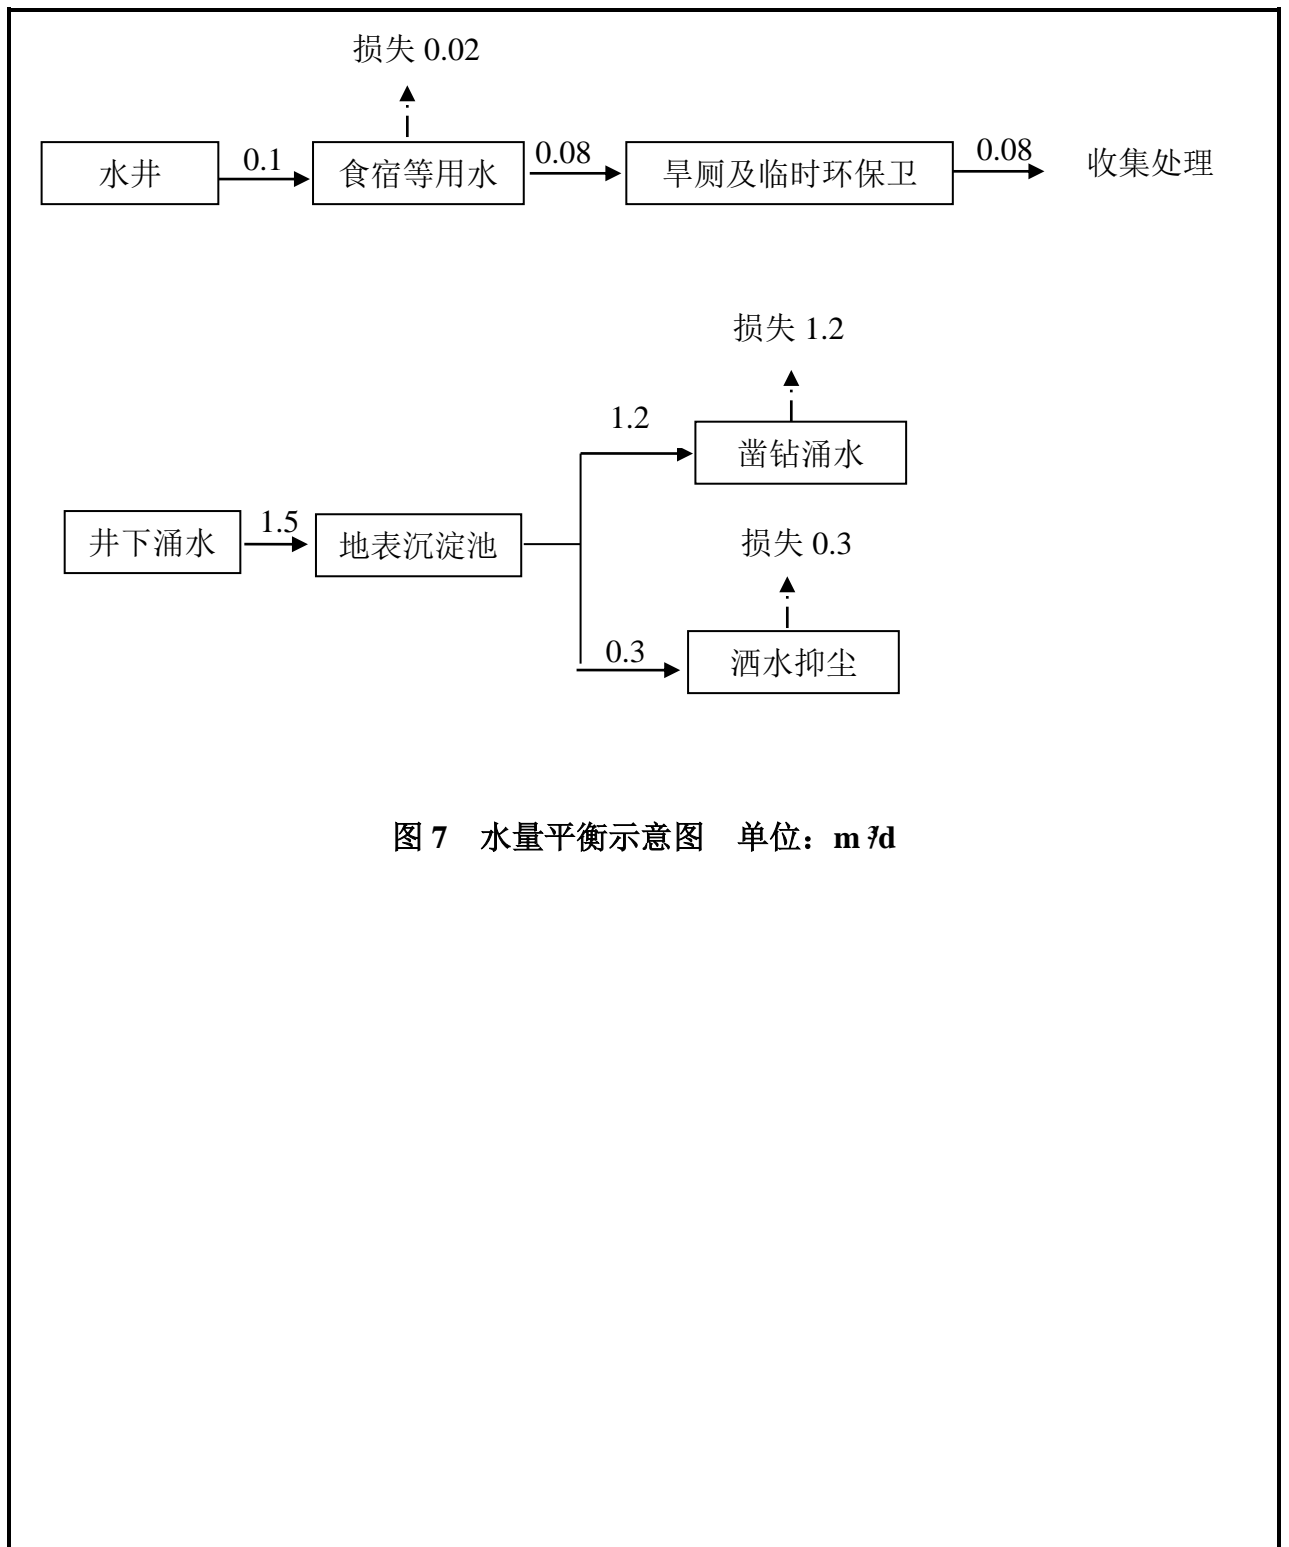 损失 0.02
水井
0.1
食宿等用水
0.08
旱厕及临时环保卫
0.08
收集处理
损失 1.2
1.2
凿钻涌水
井下涌水
1.5
地表沉淀池
损失 0.3
0.3
洒水抑尘
图 7 水量平衡示意图 单位：m³/d